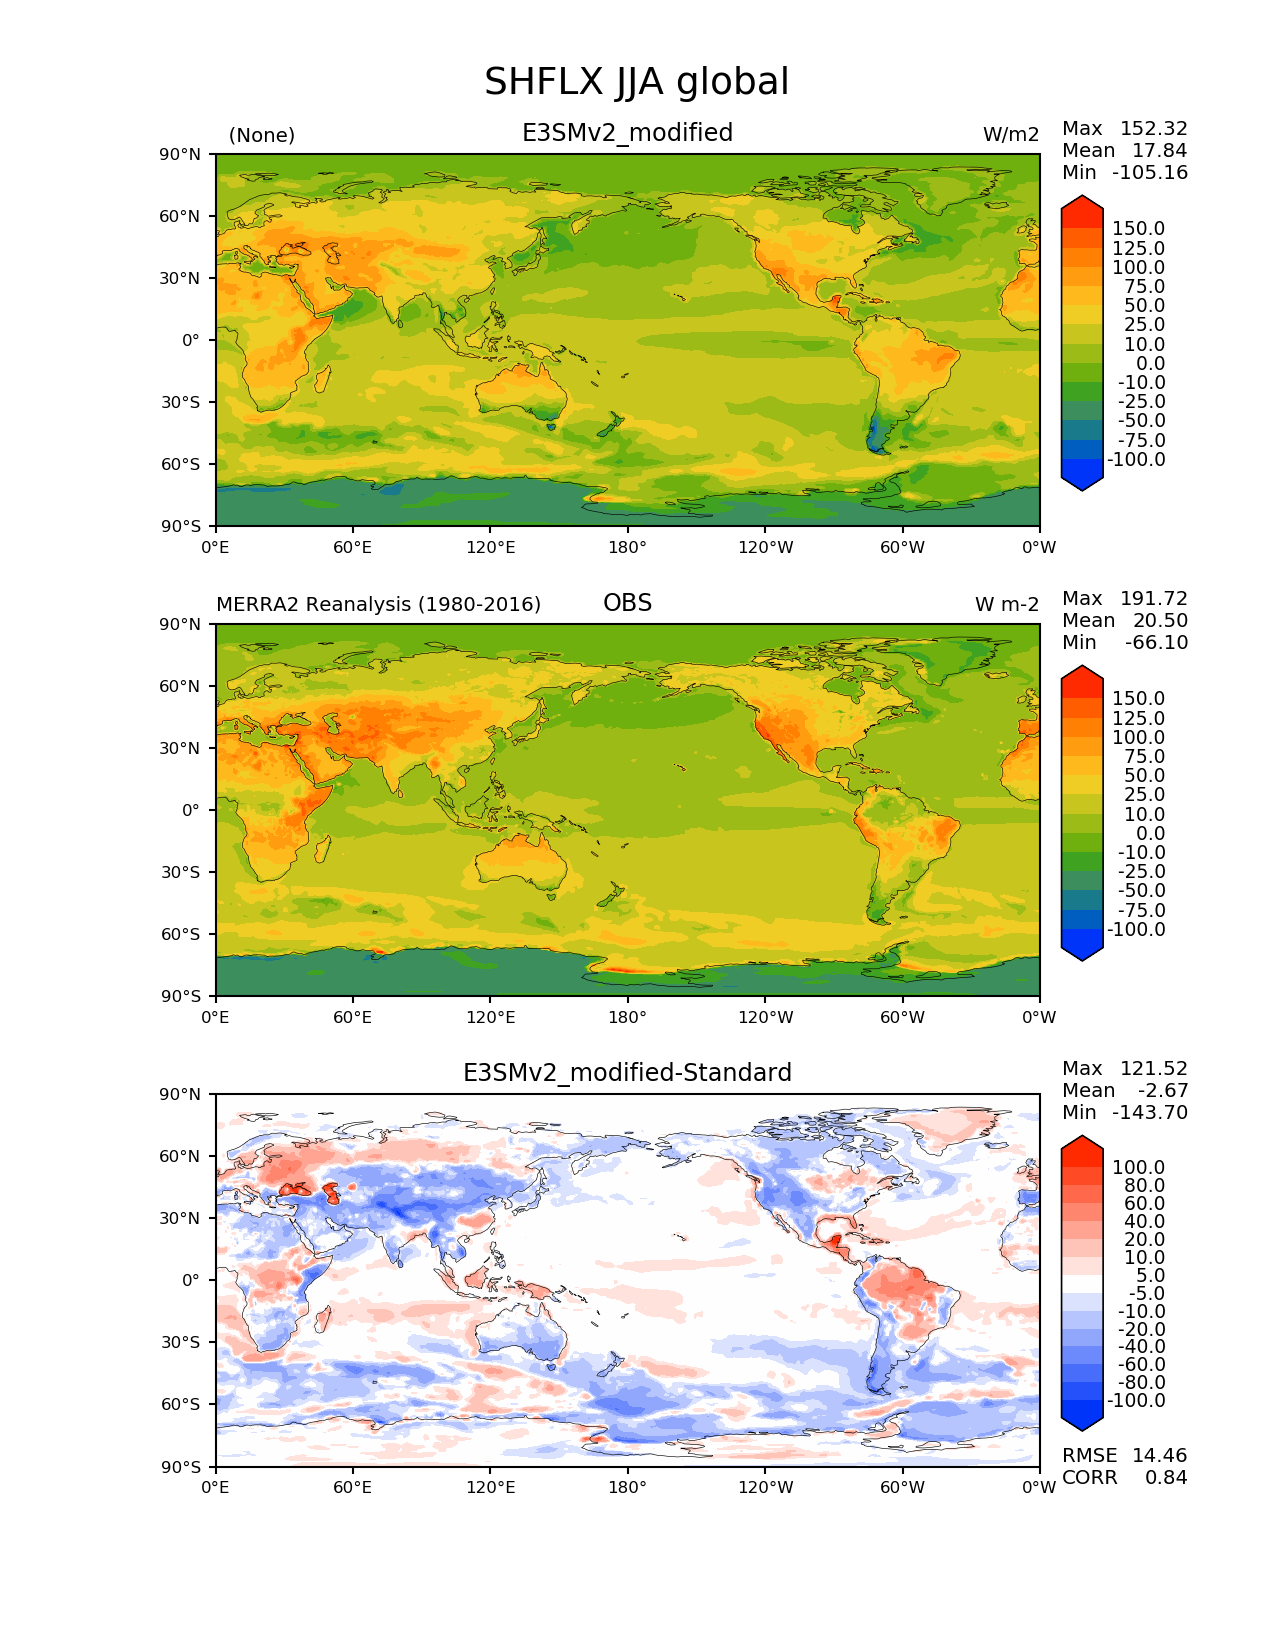 SHFLX JJA global
(None) E3SMv2_modified W/m2
Max 152.32
Mean 17.84
Min -105.16
90°N
60°N
30°N
0°
30°S
60°S
90°S
0°E 60°E 120°E 180° 120°W 60°W 0°W
150.0
125.0
100.0
75.0
50.0
25.0
10.0
0.0
-10.0
-25.0
-50.0
-75.0
-100.0
MERRA2 Reanalysis (1980-2016) OBS W m-2
Max 191.72
Mean 20.50
Min -66.10
90°N
60°N
30°N
0°
30°S
60°S
90°S
0°E 60°E 120°E 180° 120°W 60°W 0°W
150.0
125.0
100.0
75.0
50.0
25.0
10.0
0.0
-10.0
-25.0
-50.0
-75.0
-100.0
E3SMv2_modified-Standard
Max 121.52
Mean -2.67
Min -143.70
90°N
60°N
30°N
0°
30°S
60°S
90°S
0°E 60°E 120°E 180° 120°W 60°W 0°W
100.0
80.0
60.0
40.0
20.0
10.0
5.0
-5.0
-10.0
-20.0
-40.0
-60.0
-80.0
-100.0
RMSE 14.46
CORR 0.84